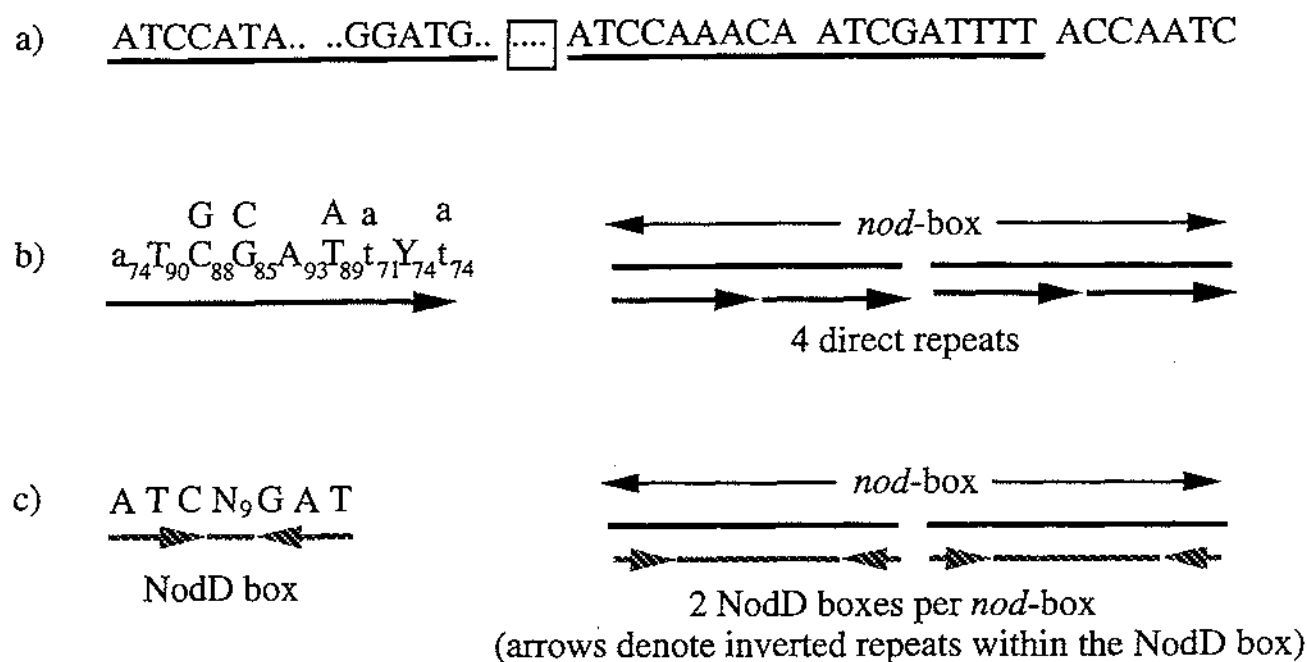 a) ATCCATA.. ..GGATG.. .... ATCCAAACA ATCGATTTT ACCAATC
G C A a a
b) a74T90C88G85A93T89t71Y74t74
nod-box
4 direct repeats
c) A T C N9 G A T
NodD box
nod-box
2 NodD boxes per nod-box
(arrows denote inverted repeats within the NodD box)